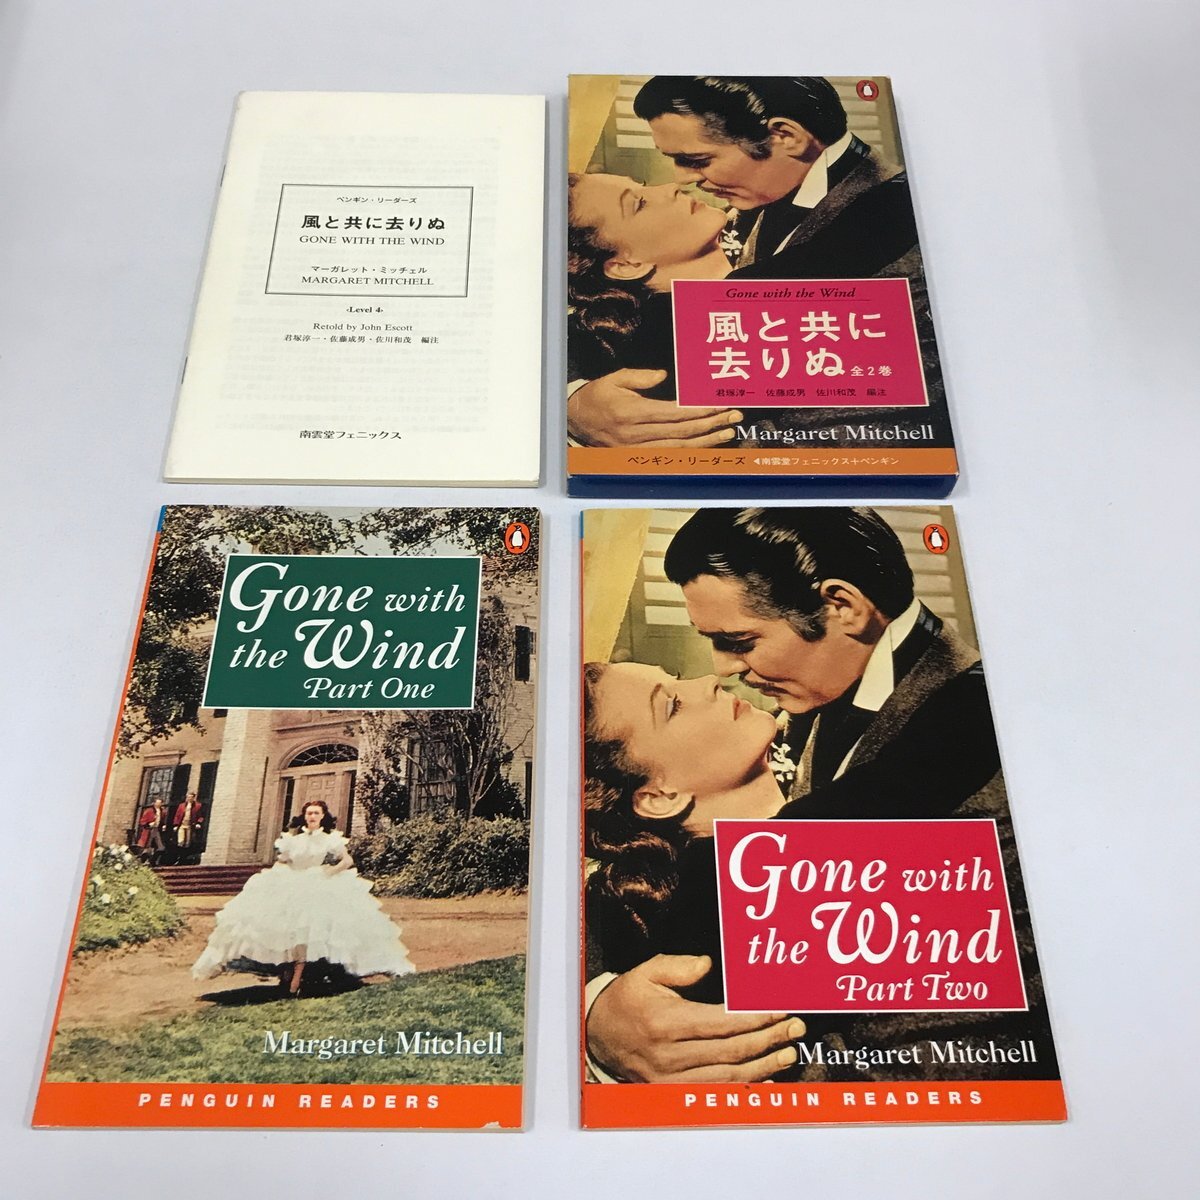 ペンギン・リーダーズ
風と共に去りぬ
GONE WITH THE WIND
マーガレット・ミッチェル
MARGARET MITCHELL
‹Level 4›
Retold by John Escott
君塚淳一・佐藤成男・佐川和茂 編注
南雲堂フェニックス
Gone with the Wind
風と共に
去りぬ 全2巻
君塚淳一 佐藤成男 佐川和茂 編注
Margaret Mitchell
ペンギン・リーダーズ ◀南雲堂フェニックス+ペンギン
Gone with
the Wind
Part One
Margaret Mitchell
PENGUIN READERS
Gone with
the Wind
Part Two
Margaret Mitchell
PENGUIN READERS